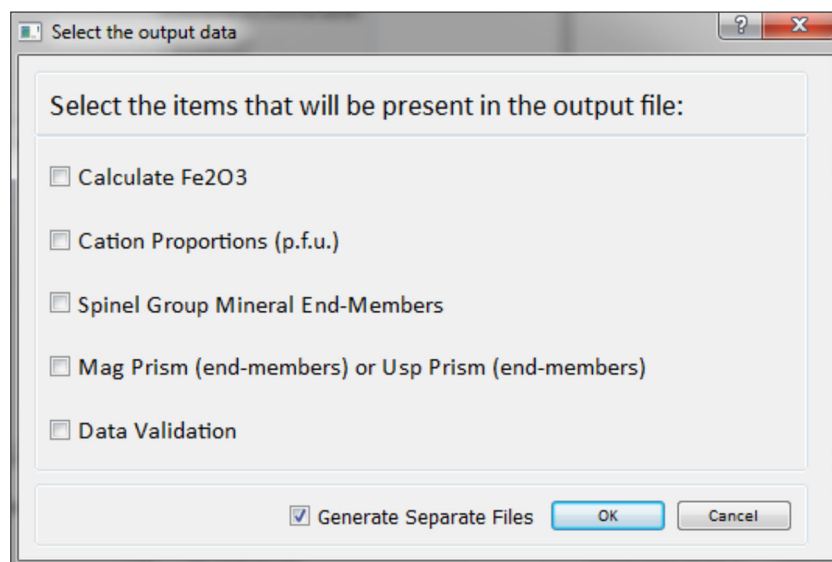 Select the output data
?
X
Select the items that will be present in the output file:
Calculate Fe2O3
Cation Proportions (p.f.u.)
Spinel Group Mineral End-Members
Mag Prism (end-members) or Usp Prism (end-members)
Data Validation
Generate Separate Files OK Cancel